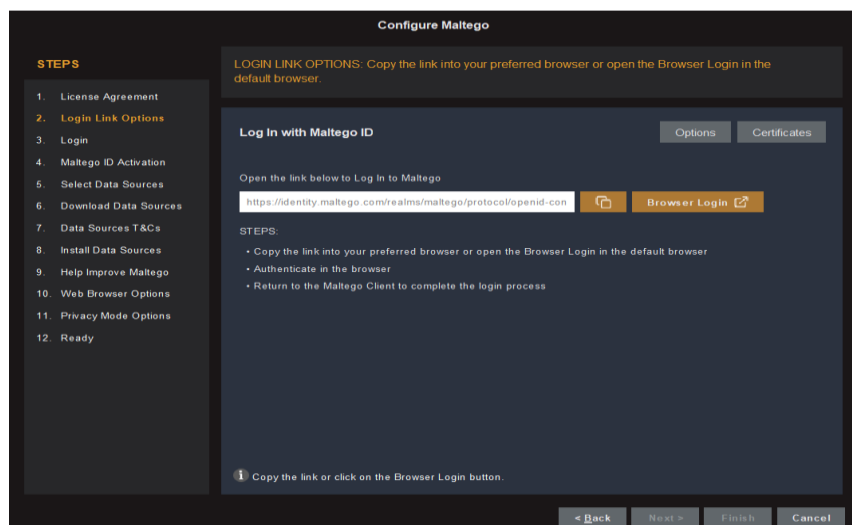 Configure Maltego
STEPS
1. License Agreement
2. Login Link Options
3. Login
4. Maltego ID Activation
5. Select Data Sources
6. Download Data Sources
7. Data Sources T&Cs
8. Install Data Sources
9. Help Improve Maltego
10. Web Browser Options
11. Privacy Mode Options
12. Ready
LOGIN LINK OPTIONS: Copy the link into your preferred browser or open the Browser Login in the
default browser.
Log In with Maltego ID
Options
Certificates
Open the link below to Log In to Maltego
https://identity.maltego.com/realms/maltego/protocol/openid-con
Browser Login
STEPS:
• Copy the link into your preferred browser or open the Browser Login in the default browser
• Authenticate in the browser
• Return to the Maltego Client to complete the login process
i Copy the link or click on the Browser Login button.
< Back
Next >
Finish
Cancel